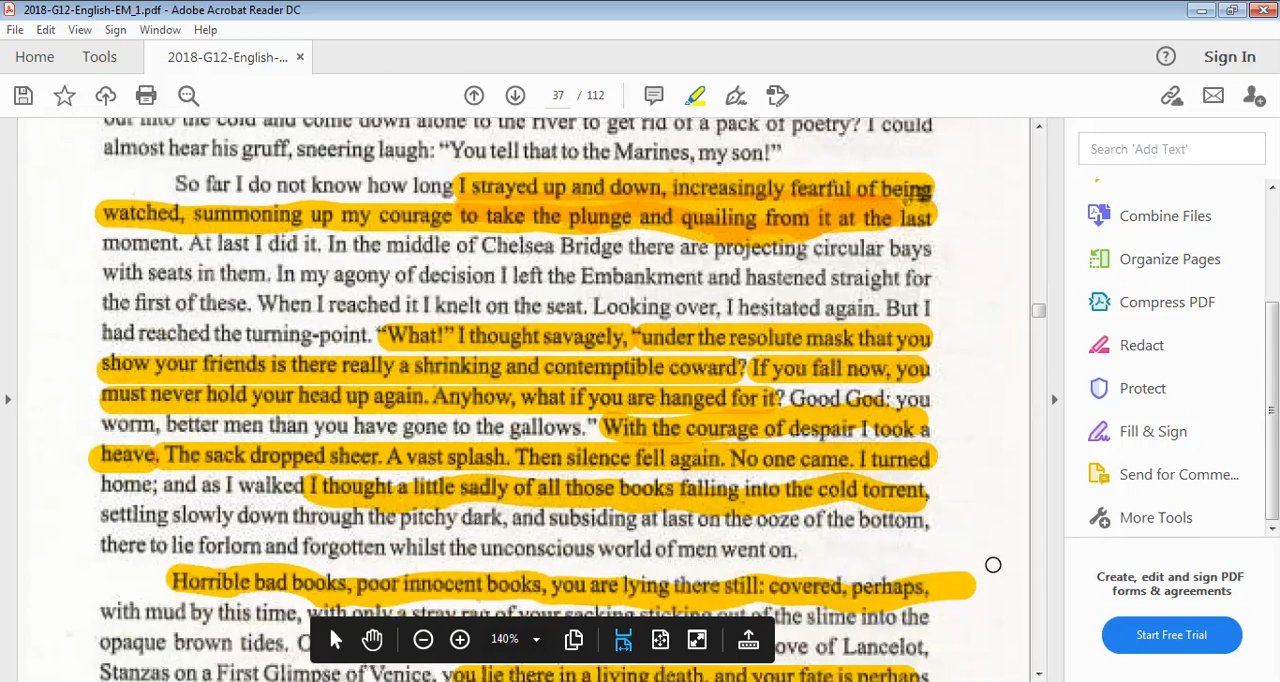 2018-G12-English-EM_1.pdf - Adobe Acrobat Reader DC
File Edit View Sign Window Help
Home Tools 2018-G12-English-... ×
Sign In
37 / 112
out into the cold and come down alone to the river to get rid of a pack of poetry? I could
almost hear his gruff, sneering laugh: “You tell that to the Marines, my son!”
So far I do not know how long I strayed up and down, increasingly fearful of being
watched, summoning up my courage to take the plunge and quailing from it at the last
moment. At last I did it. In the middle of Chelsea Bridge there are projecting circular bays
with seats in them. In my agony of decision I left the Embankment and hastened straight for
the first of these. When I reached it I knelt on the seat. Looking over, I hesitated again. But I
had reached the turning-point. “What!” I thought savagely, “under the resolute mask that you
show your friends is there really a shrinking and contemptible coward? If you fall now, you
must never hold your head up again. Anyhow, what if you are hanged for it? Good God: you
worm, better men than you have gone to the gallows.” With the courage of despair I took a
heave. The sack dropped sheer. A vast splash. Then silence fell again. No one came. I turned
home; and as I walked I thought a little sadly of all those books falling into the cold torrent,
settling slowly down through the pitchy dark, and subsiding at last on the ooze of the bottom,
there to lie forlorn and forgotten whilst the unconscious world of men went on.
Horrible bad books, poor innocent books, you are lying there still: covered, perhaps,
with mud by this time, with only a stray rag of your sacking sticking out of the slime into the
opaque brown tides. ove of Lancelot,
Stanzas on a First Glimpse of Venice, you lie there in a living death, and your fate is perhaps
140%
Search 'Add Text'
Combine Files
Organize Pages
Compress PDF
Redact
Protect
Fill & Sign
Send for Comme...
More Tools
Create, edit and sign PDF
forms & agreements
Start Free Trial